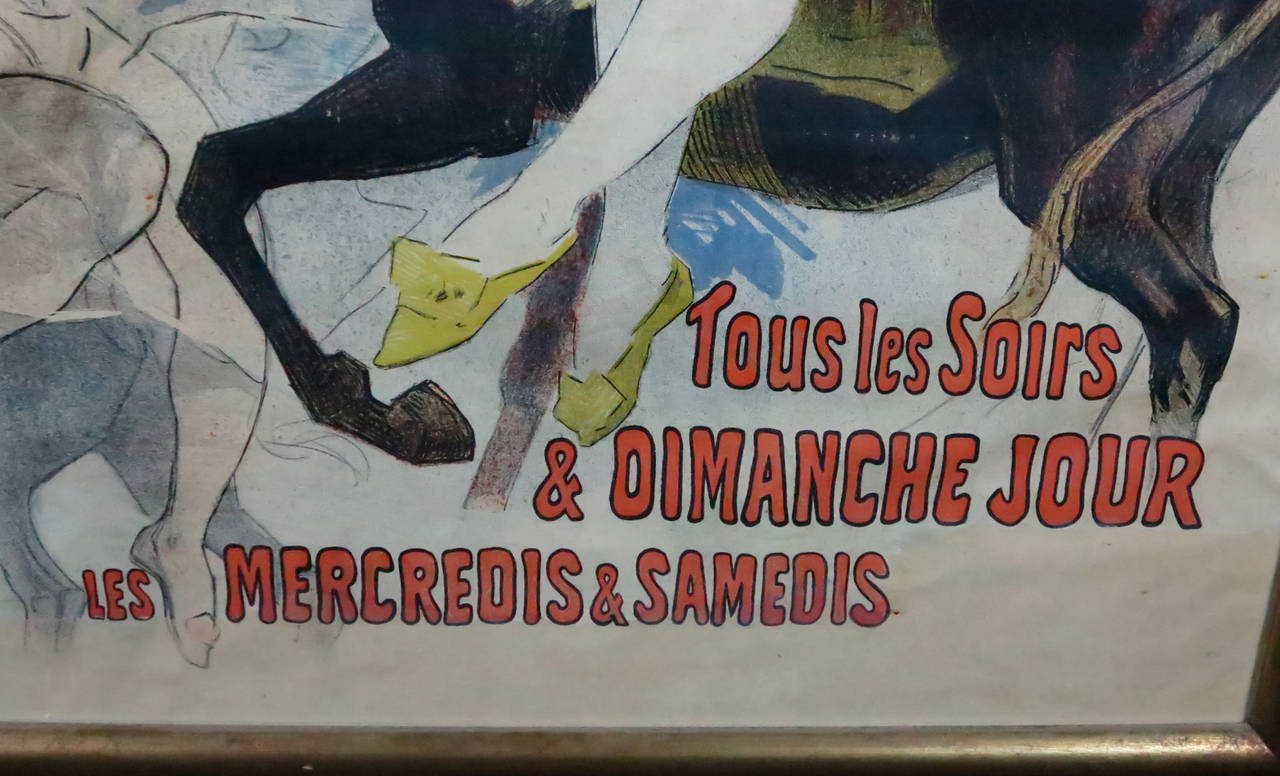 Tous les Soirs
& DIMANCHE JOUR
LES MERCREDIS & SAMEDIS